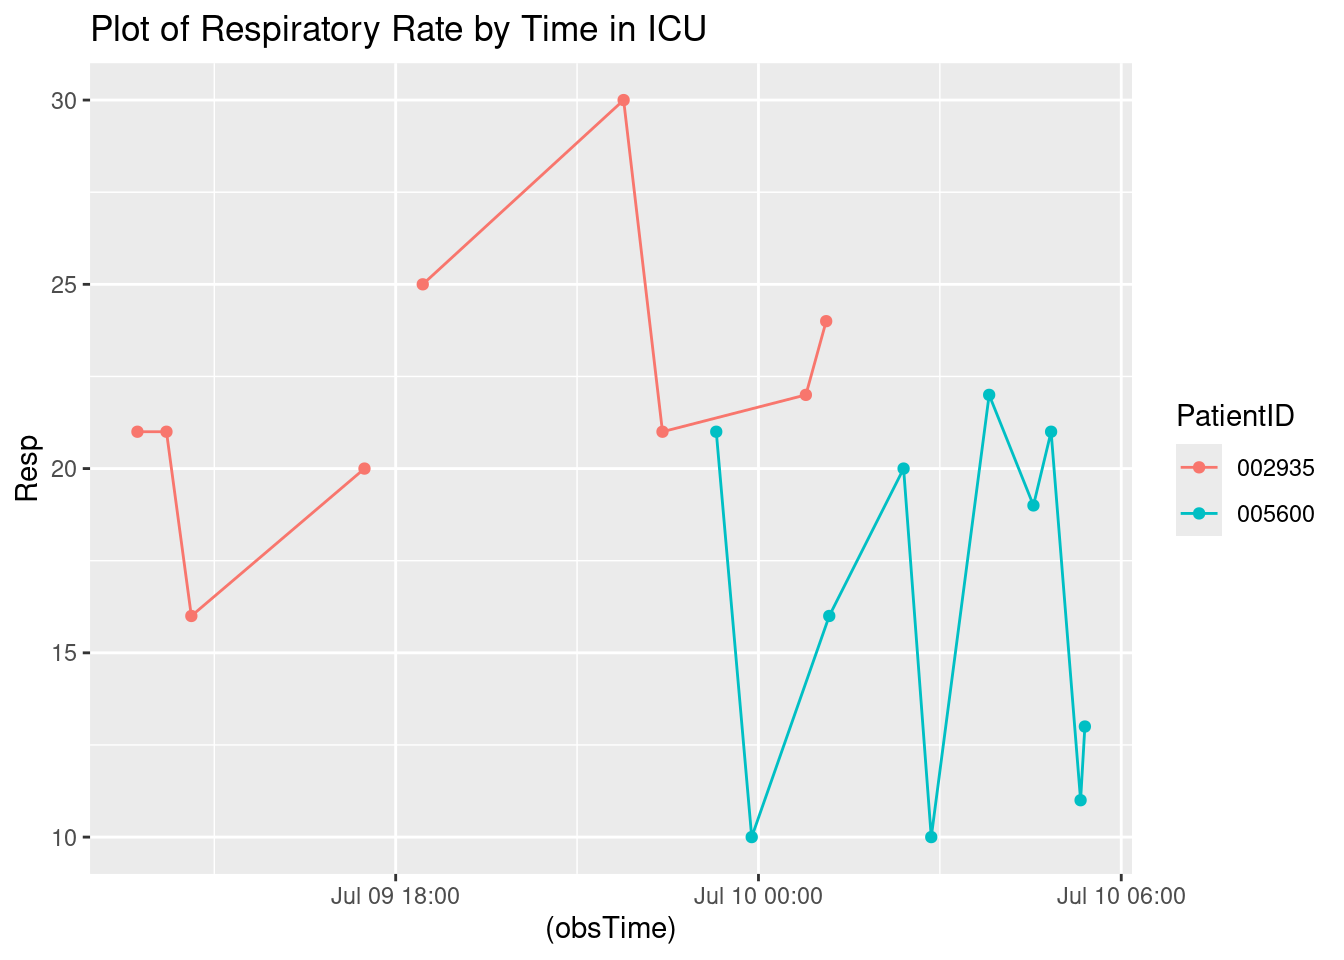 Plot of Respiratory Rate by Time in ICU
30
25
20
15
10
Resp
Jul 09 18:00
Jul 10 00:00
Jul 10 06:00
(obsTime)
PatientID
002935
005600